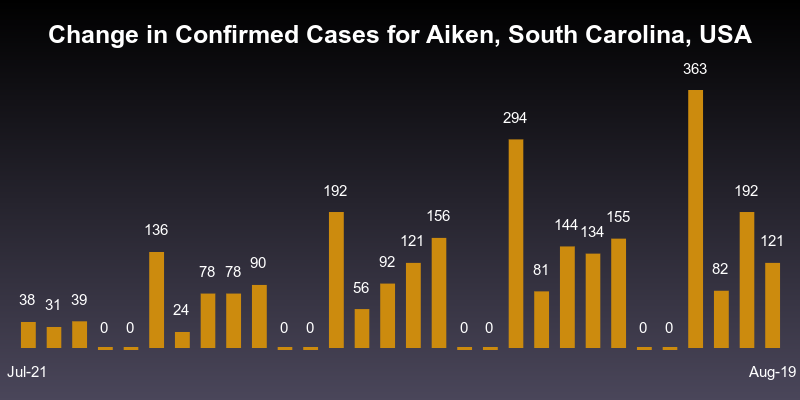 Change in Confirmed Cases for Aiken, South Carolina, USA
38 31 39 0 0 136 24 78 78 90 0 0 192 56 92 121 156 0 0 294 81 144 134 155 0 0 363 82 192 121
Jul-21 Aug-19